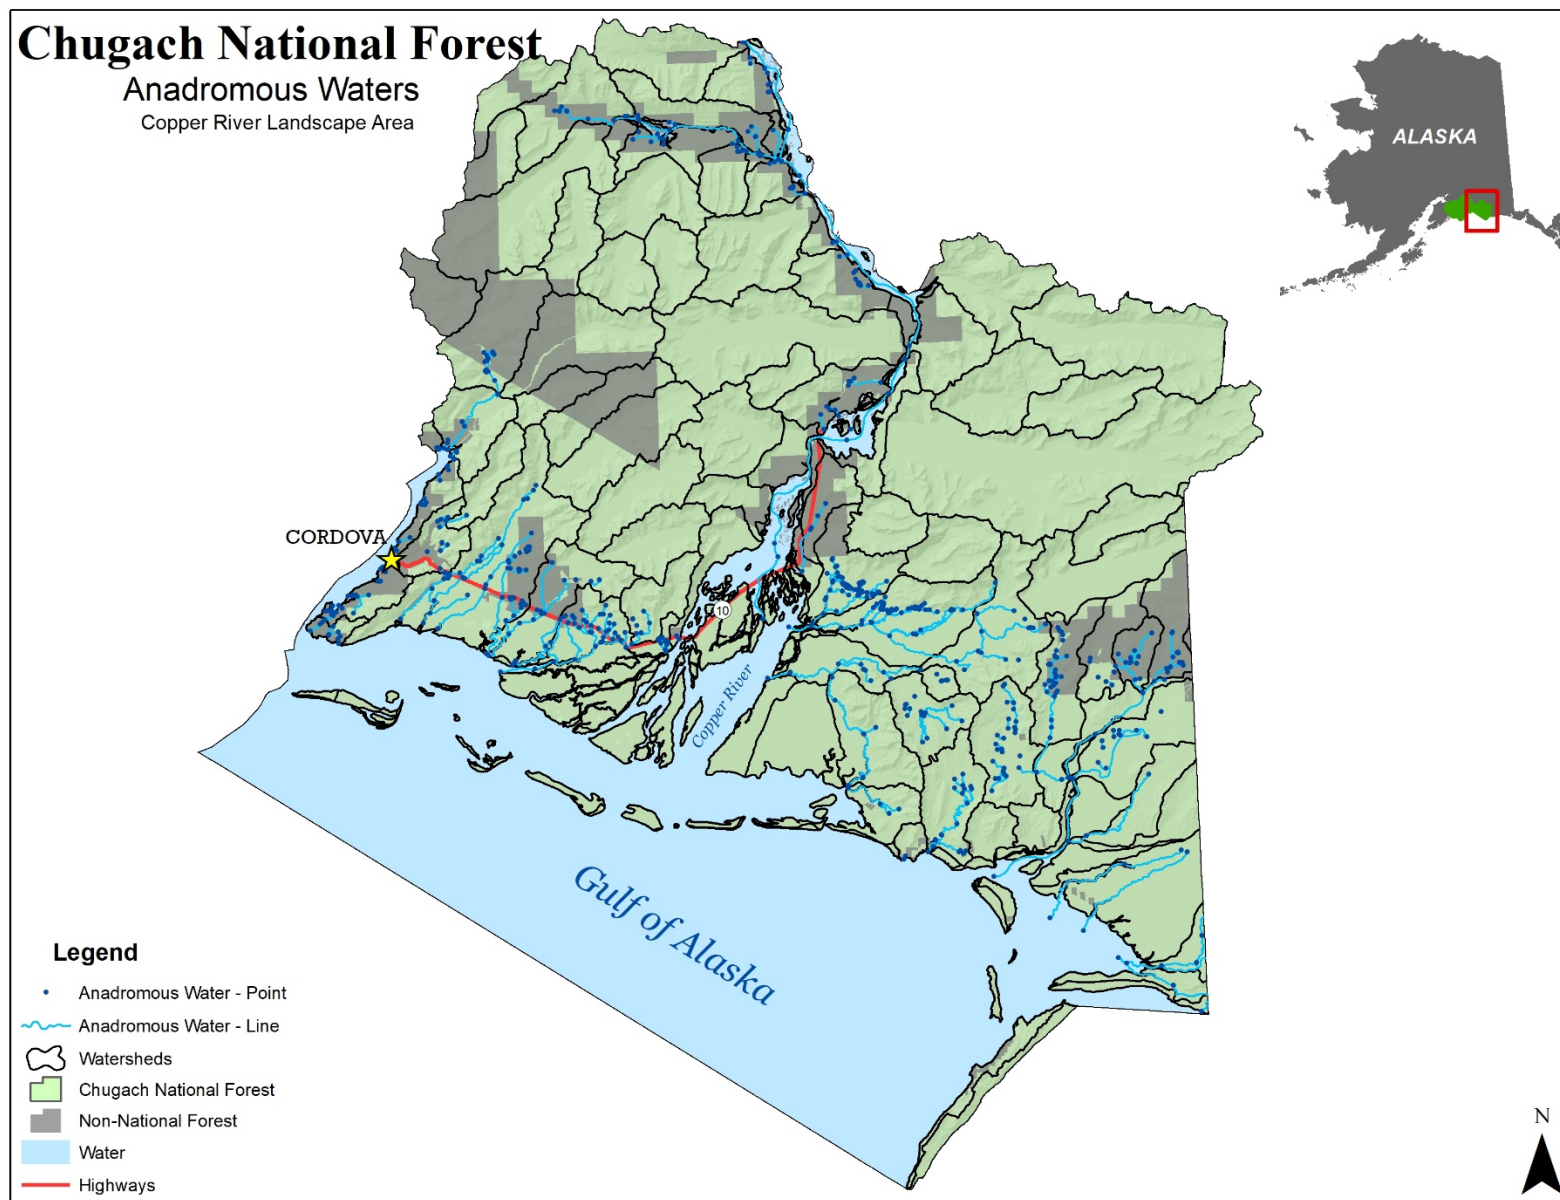 Chugach National Forest
Anadromous Waters
Copper River Landscape Area
ALASKA
CORDOVA
10
Copper River
Gulf of Alaska
Legend
Anadromous Water - Point
Anadromous Water - Line
Watersheds
Chugach National Forest
Non-National Forest
Water
Highways
N